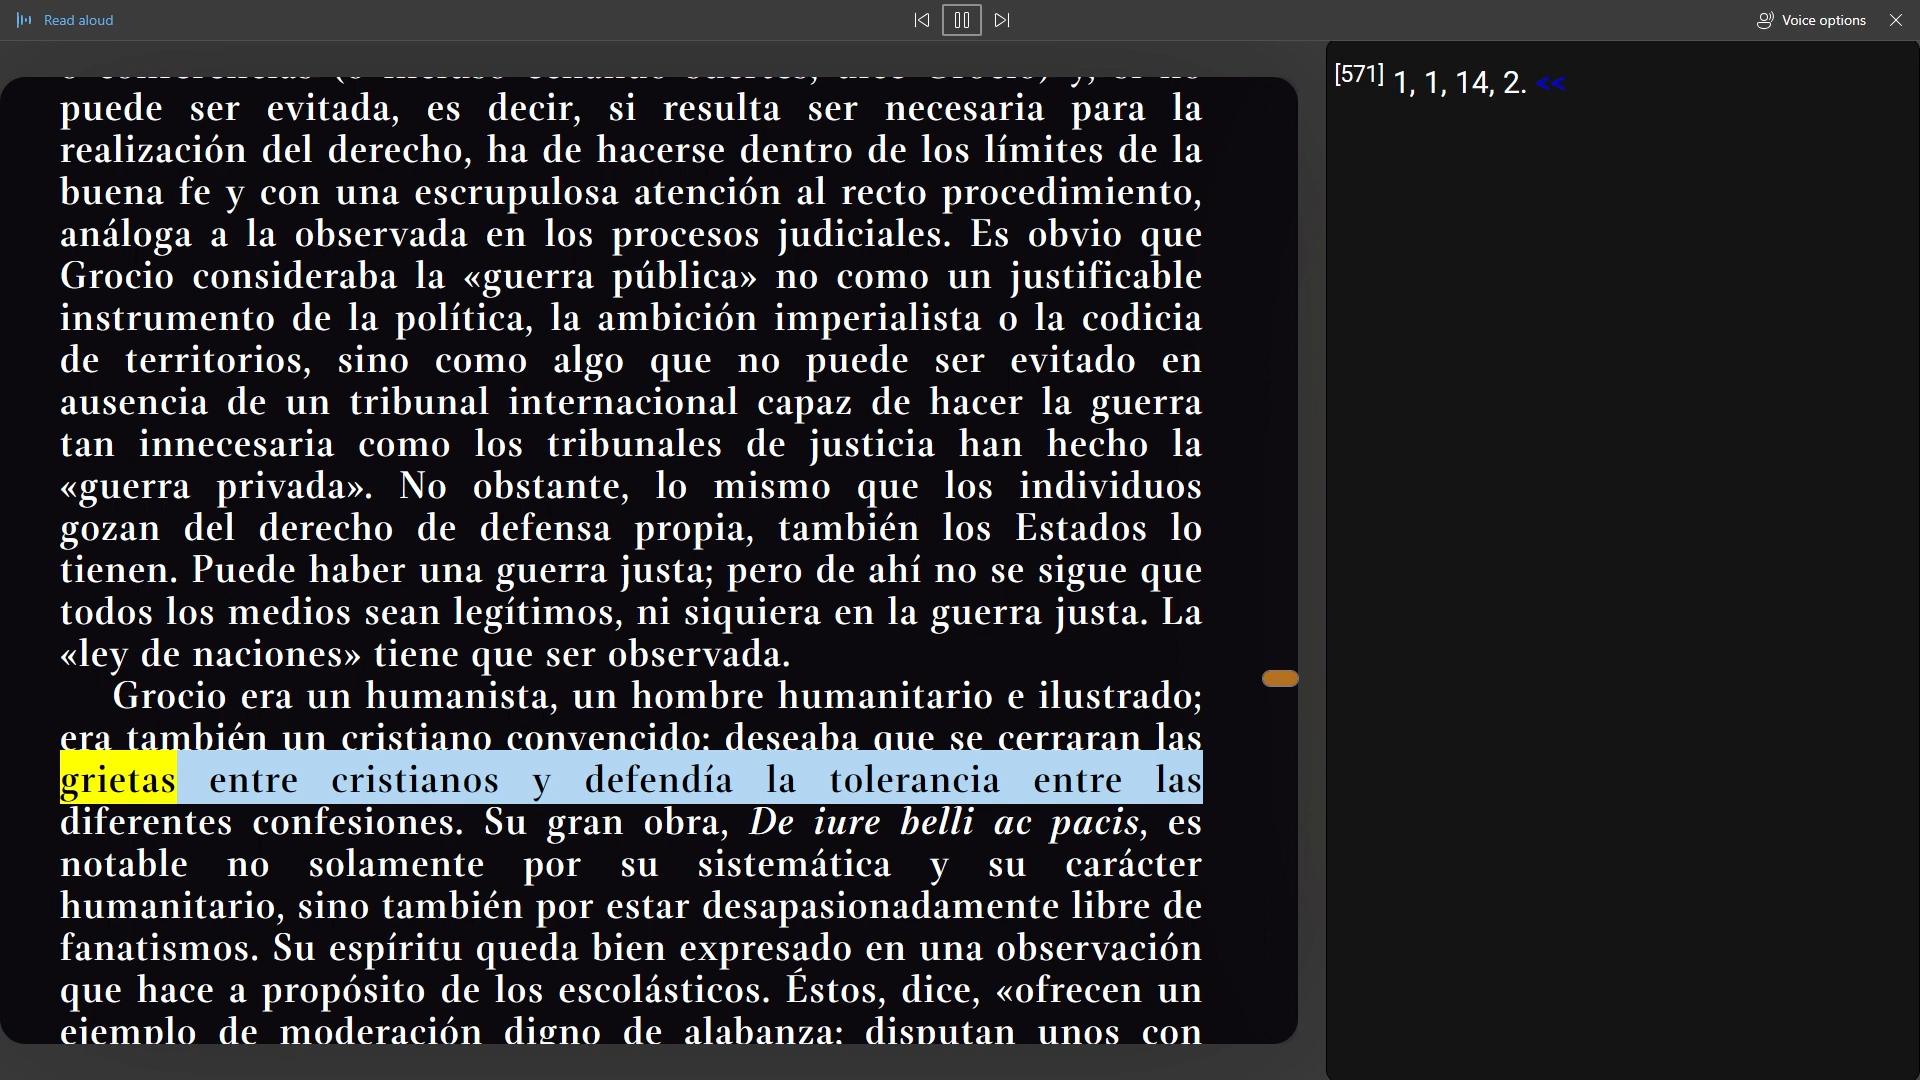 Read aloud
Voice options
o conferencias (o incluso echando suertes, dice Grocio) y, si no
puede ser evitada, es decir, si resulta ser necesaria para la
realización del derecho, ha de hacerse dentro de los límites de la
buena fe y con una escrupulosa atención al recto procedimiento,
análoga a la observada en los procesos judiciales. Es obvio que
Grocio consideraba la «guerra pública» no como un justificable
instrumento de la política, la ambición imperialista o la codicia
de territorios, sino como algo que no puede ser evitado en
ausencia de un tribunal internacional capaz de hacer la guerra
tan innecesaria como los tribunales de justicia han hecho la
«guerra privada». No obstante, lo mismo que los individuos
gozan del derecho de defensa propia, también los Estados lo
tienen. Puede haber una guerra justa; pero de ahí no se sigue que
todos los medios sean legítimos, ni siquiera en la guerra justa. La
«ley de naciones» tiene que ser observada.
Grocio era un humanista, un hombre humanitario e ilustrado;
era también un cristiano convencido; deseaba que se cerraran las
grietas entre cristianos y defendía la tolerancia entre las
diferentes confesiones. Su gran obra, De iure belli ac pacis, es
notable no solamente por su sistemática y su carácter
humanitario, sino también por estar desapasionadamente libre de
fanatismos. Su espíritu queda bien expresado en una observación
que hace a propósito de los escolásticos. Éstos, dice, «ofrecen un
ejemplo de moderación digno de alabanza; disputan unos con
[571] 1, 1, 14, 2. <<